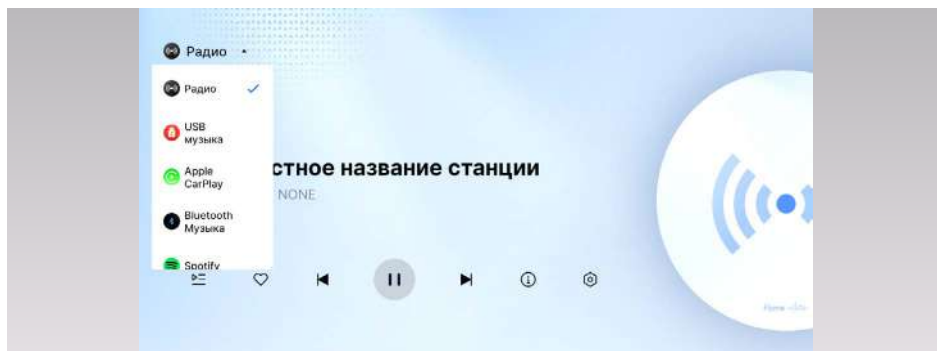 Радио
Радио
USB
музыка
Apple
CarPlay
Bluetooth
Музыка
Spotify
стное название станции
NONE